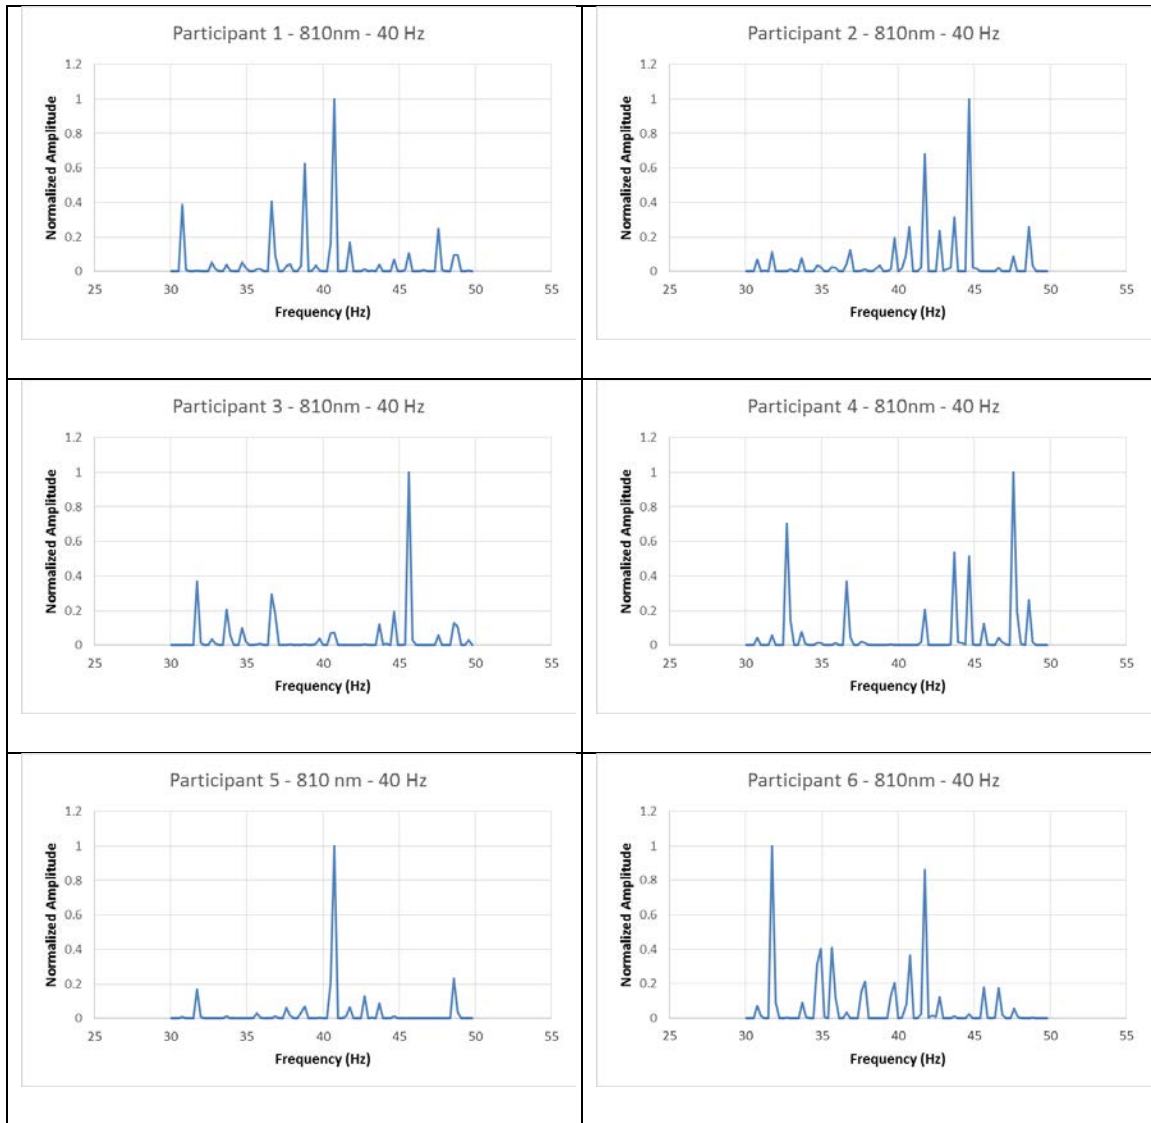 Participant 1 - 810nm - 40 Hz
Normalized Amplitude
1.2
1
0.8
0.6
0.4
0.2
0
25 30 35 40 45 50 55
Frequency (Hz)
Participant 2 - 810nm - 40 Hz
Normalized Amplitude
1.2
1
0.8
0.6
0.4
0.2
0
25 30 35 40 45 50 55
Frequency (Hz)
Participant 3 - 810nm - 40 Hz
Normalized Amplitude
1.2
1
0.8
0.6
0.4
0.2
0
25 30 35 40 45 50 55
Frequency (Hz)
Participant 4 - 810nm - 40 Hz
Normalized Amplitude
1.2
1
0.8
0.6
0.4
0.2
0
25 30 35 40 45 50 55
Frequency (Hz)
Participant 5 - 810 nm - 40 Hz
Normalized Amplitude
1.2
1
0.8
0.6
0.4
0.2
0
25 30 35 40 45 50 55
Frequency (Hz)
Participant 6 - 810nm - 40 Hz
Normalized Amplitude
1.2
1
0.8
0.6
0.4
0.2
0
25 30 35 40 45 50 55
Frequency (Hz)